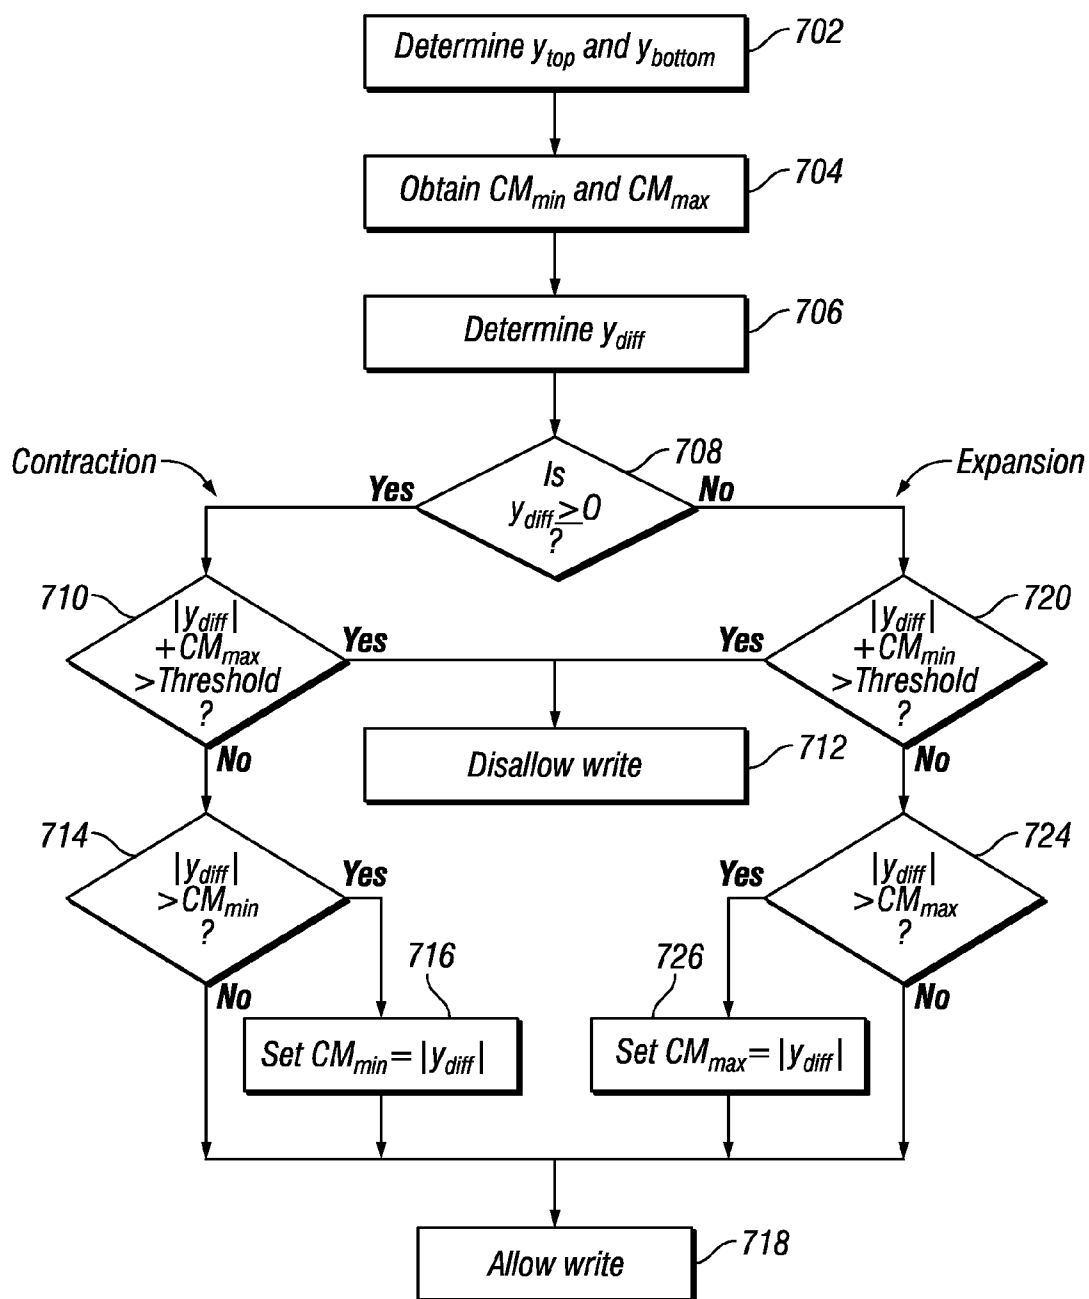 Determine y_top and y_bottom
702
Obtain CM_min and CM_max
704
Determine y_diff
706
Contraction
Yes
Is
y_diff ≥ 0
?
708
No
Expansion
710
|y_diff|
+CM_max
>Threshold
?
Yes
No
Yes
|y_diff|
+CM_min
>Threshold
?
720
No
Disallow write
712
714
|y_diff|
>CM_min
?
Yes
No
Yes
|y_diff|
>CM_max
?
724
No
716
Set CM_min = |y_diff|
726
Set CM_max = |y_diff|
Allow write
718